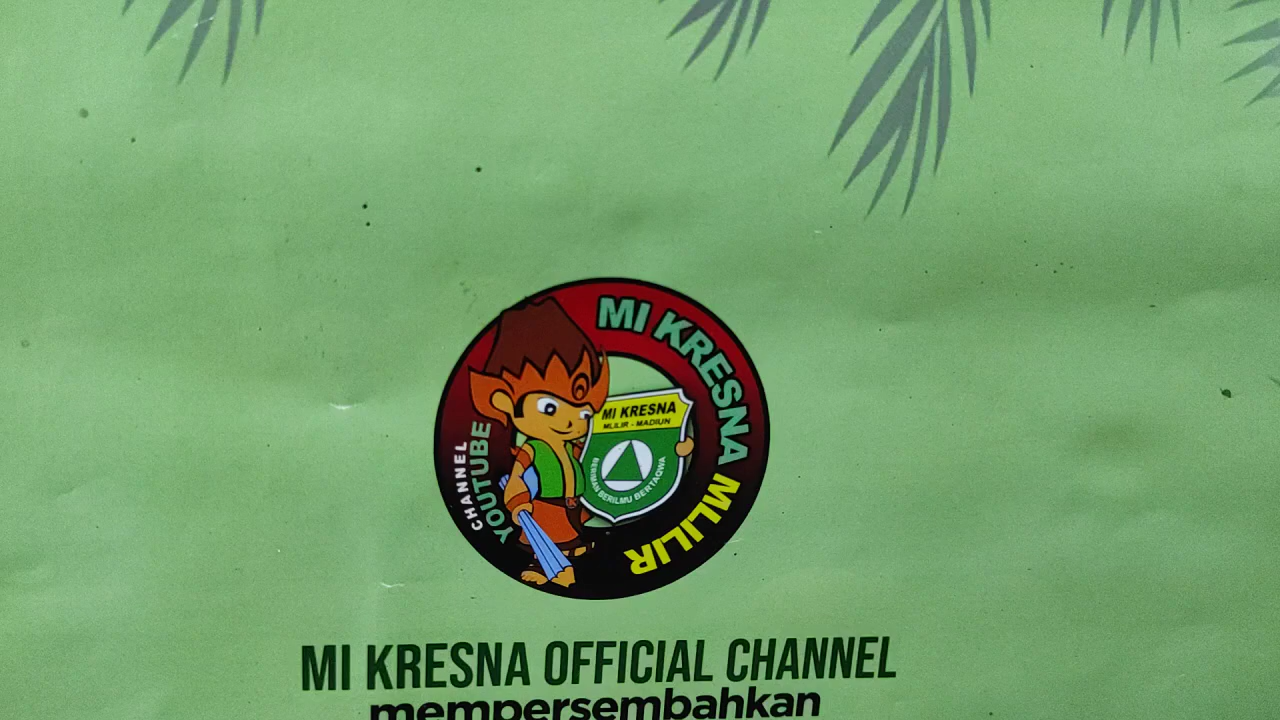 MI KRESNA MLILIR
CHANNEL
YOUTUBE
MI KRESNA
MLILIR - MADIUN
BERIMAN BERILMU BERTAQWA
MI KRESNA OFFICIAL CHANNEL
mempersembahkan